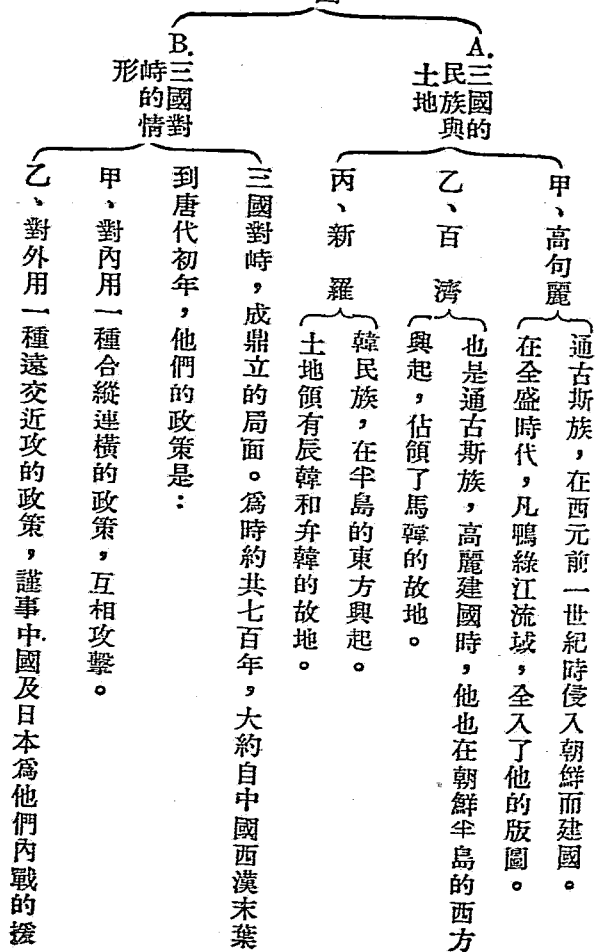 A.三國的
民族與
土地
甲、高句麗
通古斯族，在西元前一世紀時侵入朝鮮而建國。
在全盛時代，凡鴨綠江流域，全入了他的版圖。
乙、百濟
也是通古斯族，高麗建國時，他也在朝鮮半島的西方
興起，佔領了馬韓的故地。
丙、新羅
韓民族，在半島的東方興起。
土地領有辰韓和弁韓的故地。
B.三國對
峙的情
形
三國對峙，成鼎立的局面。爲時約共七百年，大約自中國西漢末葉
到唐代初年，他們的政策是：
甲、對內用一種合縱連橫的政策，互相攻擊。
乙、對外用一種遠交近攻的政策，謹事中國及日本爲他們內戰的援